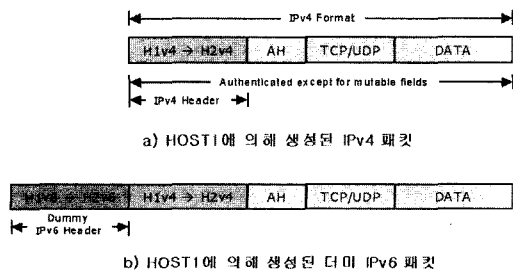 IPv4 Format
H1v4 → H2v4 AH TCP/UDP DATA
Authenticated except for mutable fields
IPv4 Header
a) HOST1에 의해 생성된 IPv4 패킷
H1v6 → H2v6 H1v4 → H2v4 AH TCP/UDP DATA
Dummy
IPv6 Header
b) HOST1에 의해 생성된 더미 IPv6 패킷